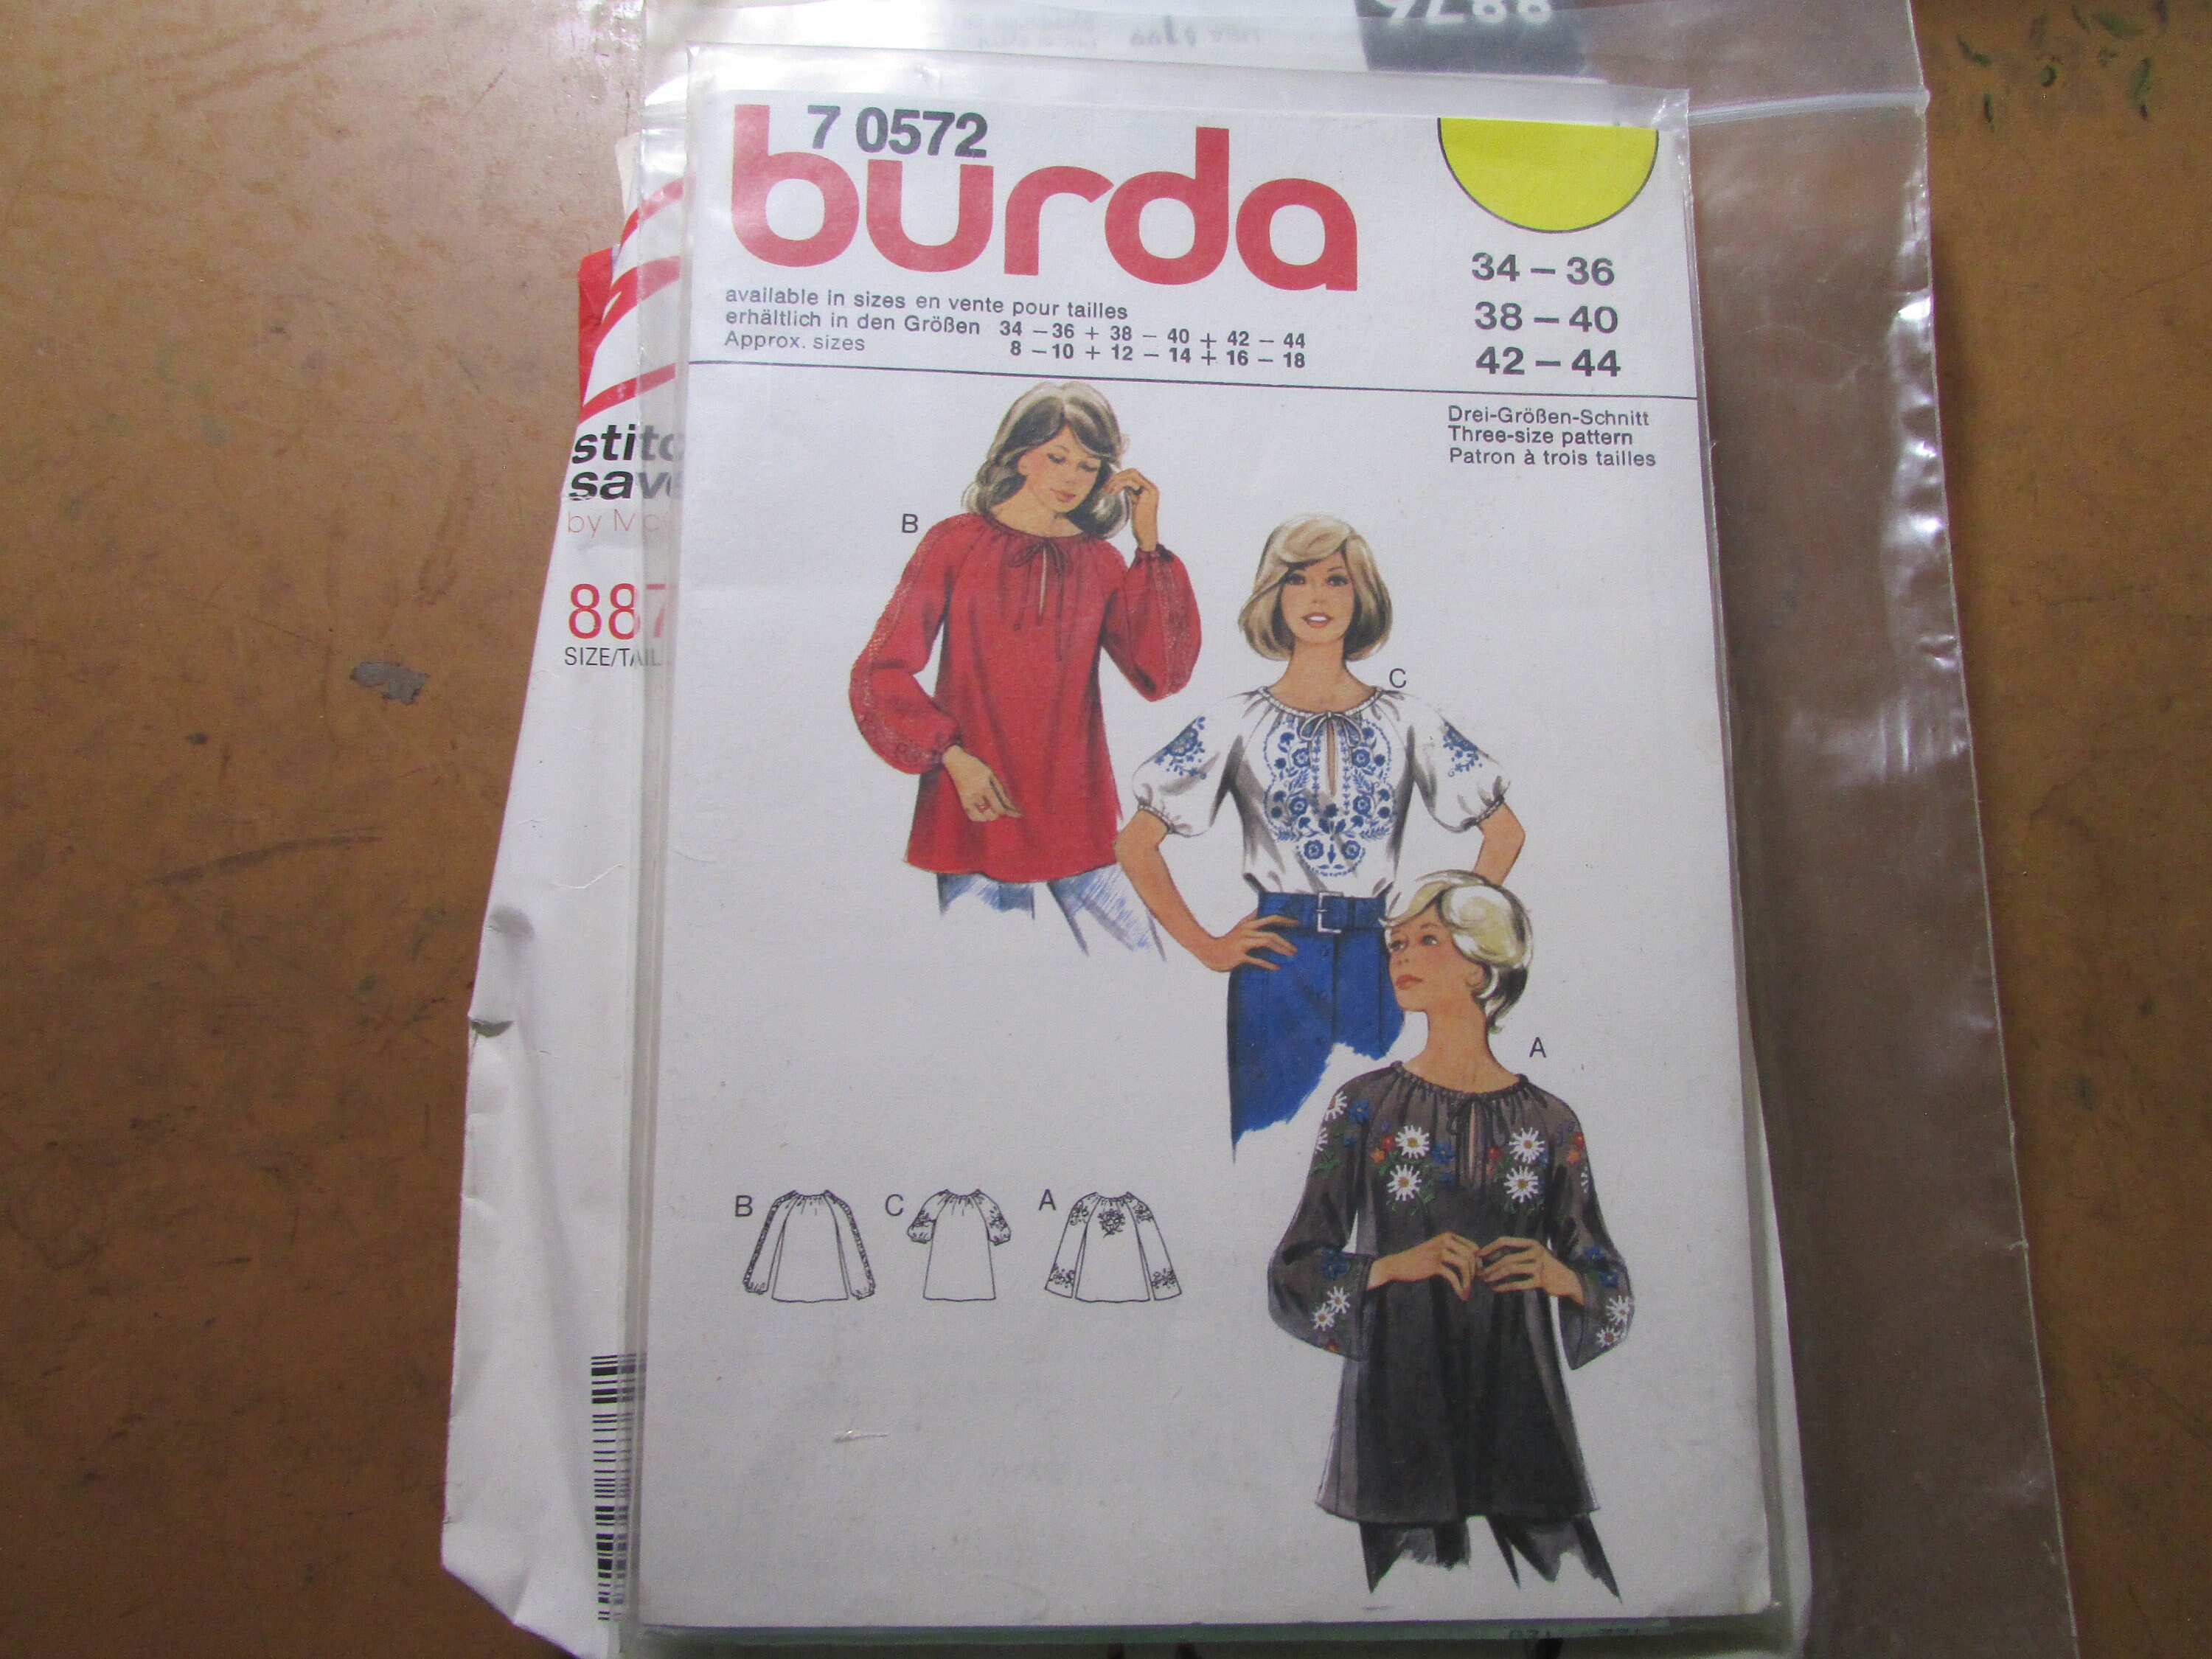 7 0572
burda
34 – 36
38 – 40
42 – 44
available in sizes en vente pour tailles
erhältlich in den Größen 34 – 36 + 38 – 40 + 42 – 44
Approx. sizes 8 – 10 + 12 – 14 + 16 – 18
Drei-Größen-Schnitt
Three-size pattern
Patron à trois tailles
B
C
A
B
C
A
by
887
SIZE/TAIL